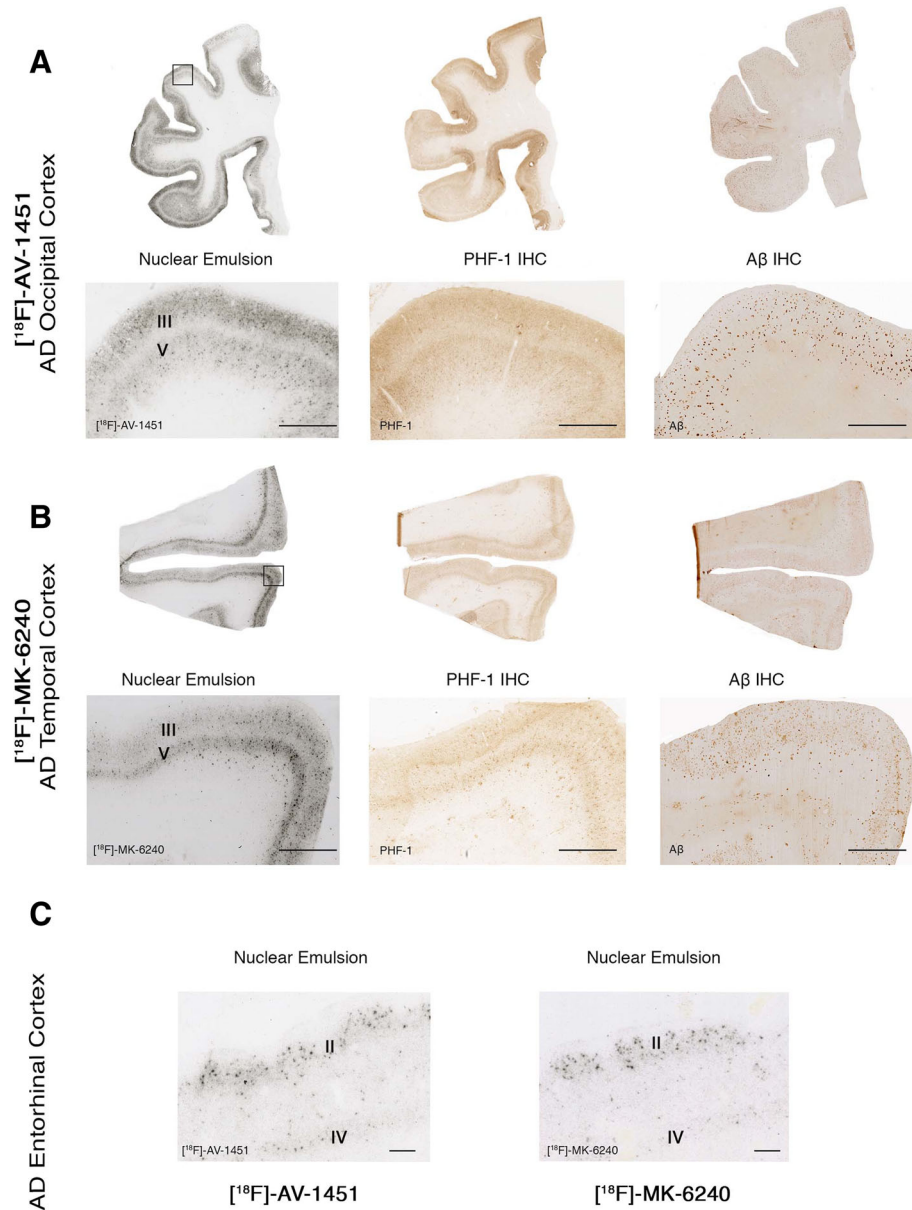 A
[¹⁸F]-AV-1451
AD Occipital Cortex
Nuclear Emulsion
PHF-1 IHC
Aβ IHC
III
V
[¹⁸F]-AV-1451
PHF-1
Aβ
B
[¹⁸F]-MK-6240
AD Temporal Cortex
Nuclear Emulsion
PHF-1 IHC
Aβ IHC
III
V
[¹⁸F]-MK-6240
PHF-1
Aβ
C
AD Entorhinal Cortex
Nuclear Emulsion
Nuclear Emulsion
II
IV
[¹⁸F]-AV-1451
II
IV
[¹⁸F]-MK-6240
[¹⁸F]-AV-1451
[¹⁸F]-MK-6240